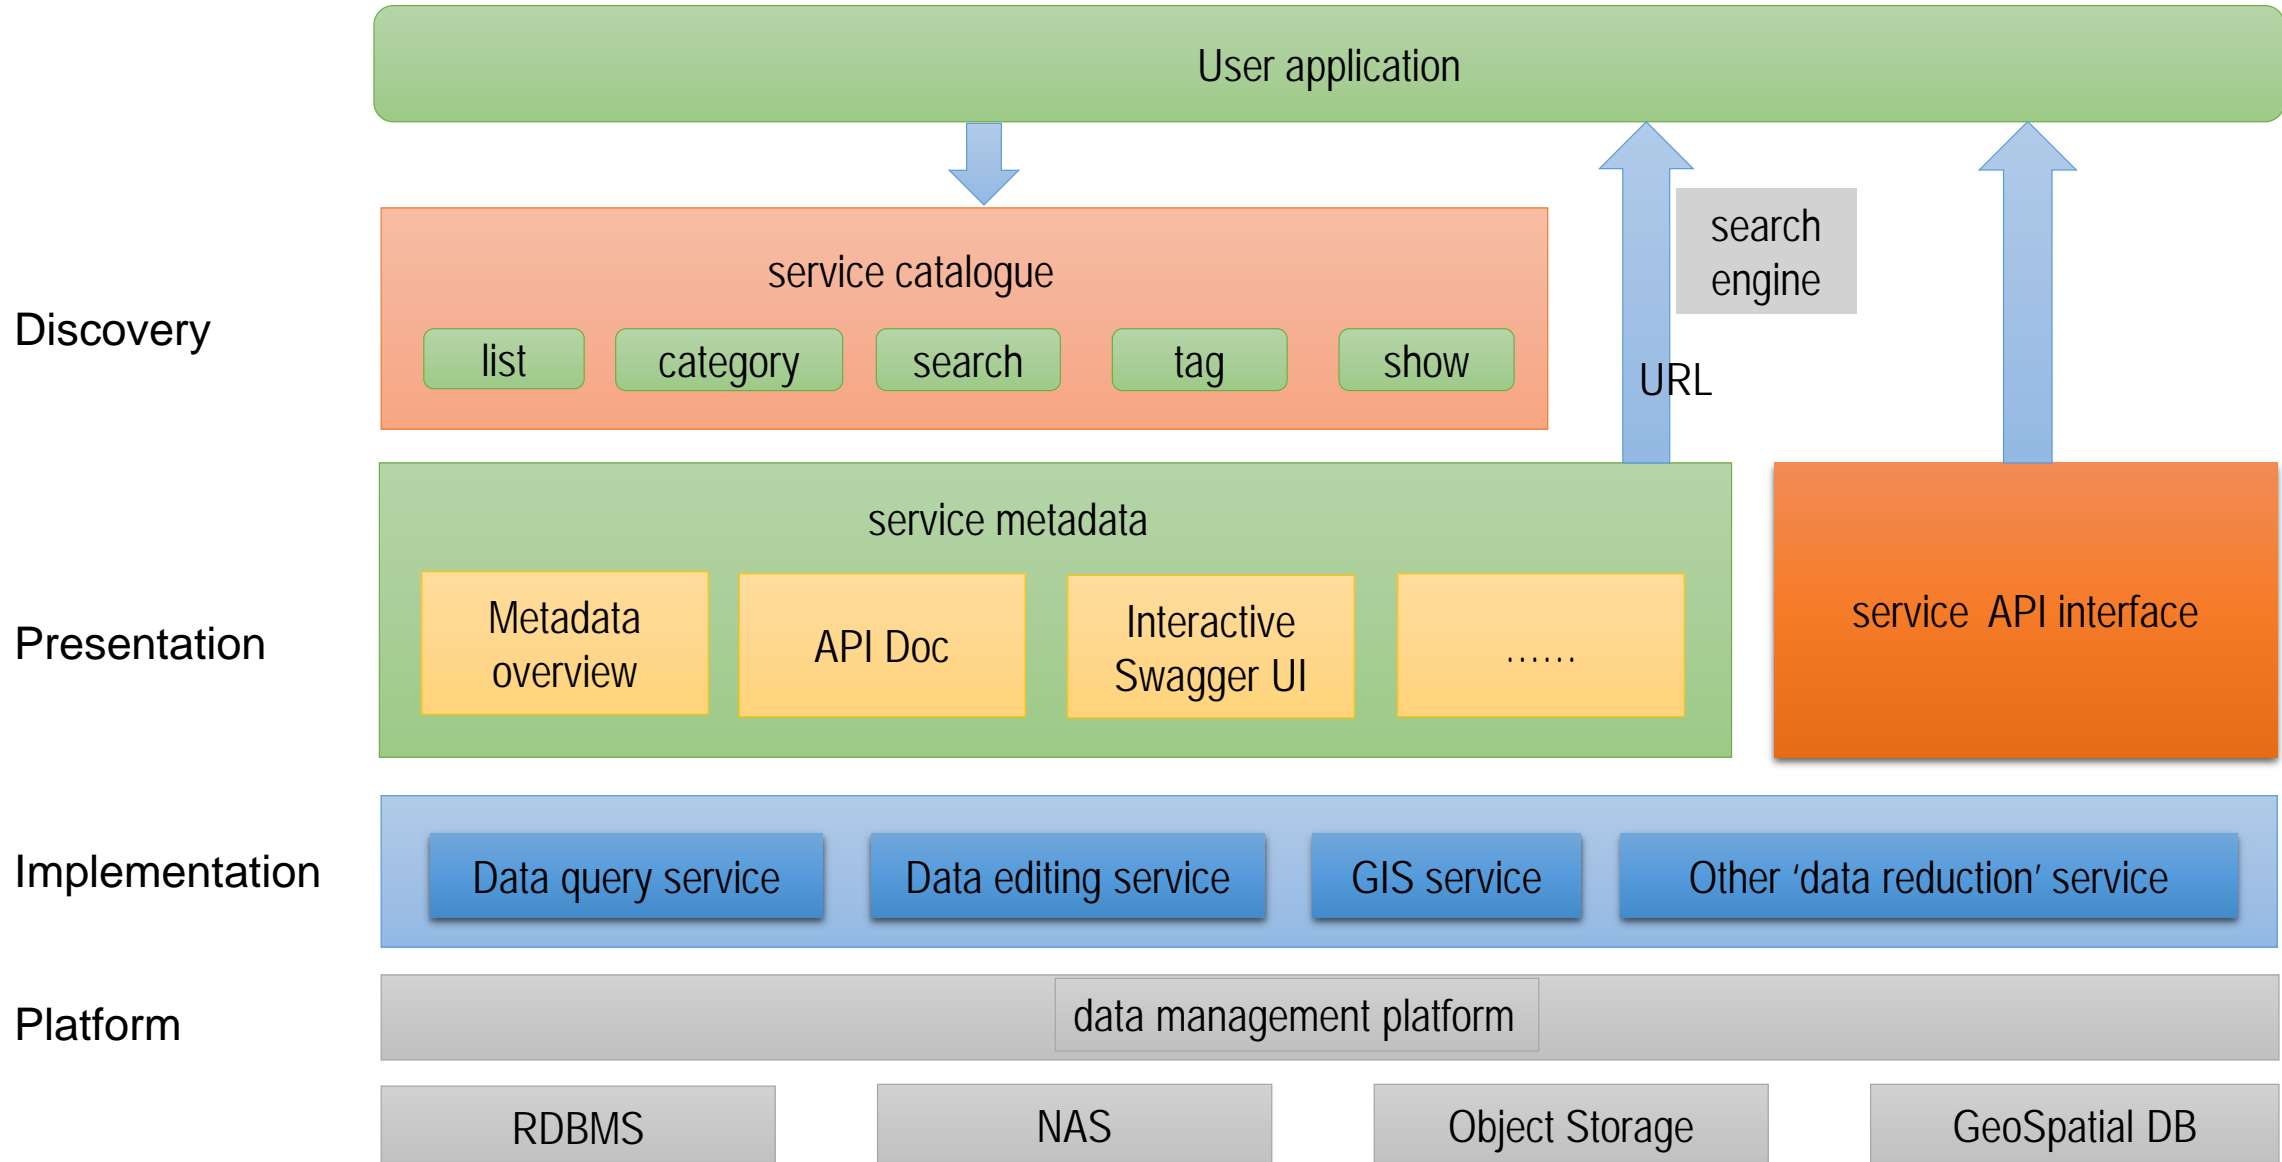 User application
search
engine
service catalogue
Discovery
list
category
search
tag
show
URL
service metadata
Metadata
overview
API Doc
Interactive
Swagger UI
......
service API interface
Presentation
Implementation
Data query service
Data editing service
GIS service
Other ‘data reduction’ service
Platform
data management platform
RDBMS
NAS
Object Storage
GeoSpatial DB